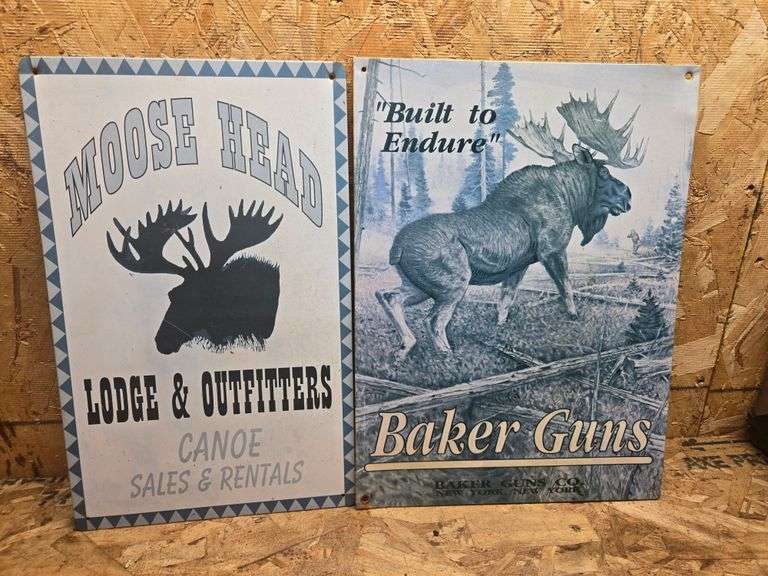 MOOSE HEAD
LODGE & OUTFITTERS
CANOE
SALES & RENTALS
"Built to
Endure"
Baker Guns
BAKER GUNS CO.
NEW YORK, NEW YORK